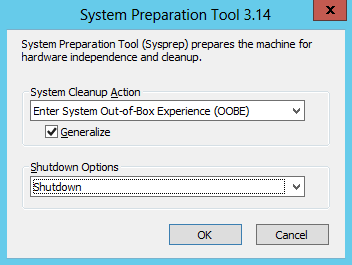 System Preparation Tool 3.14
x
System Preparation Tool (Sysprep) prepares the machine for
hardware independence and cleanup.
System Cleanup Action
Enter System Out-of-Box Experience (OOBE)
Generalize
Shutdown Options
Shutdown
OK
Cancel